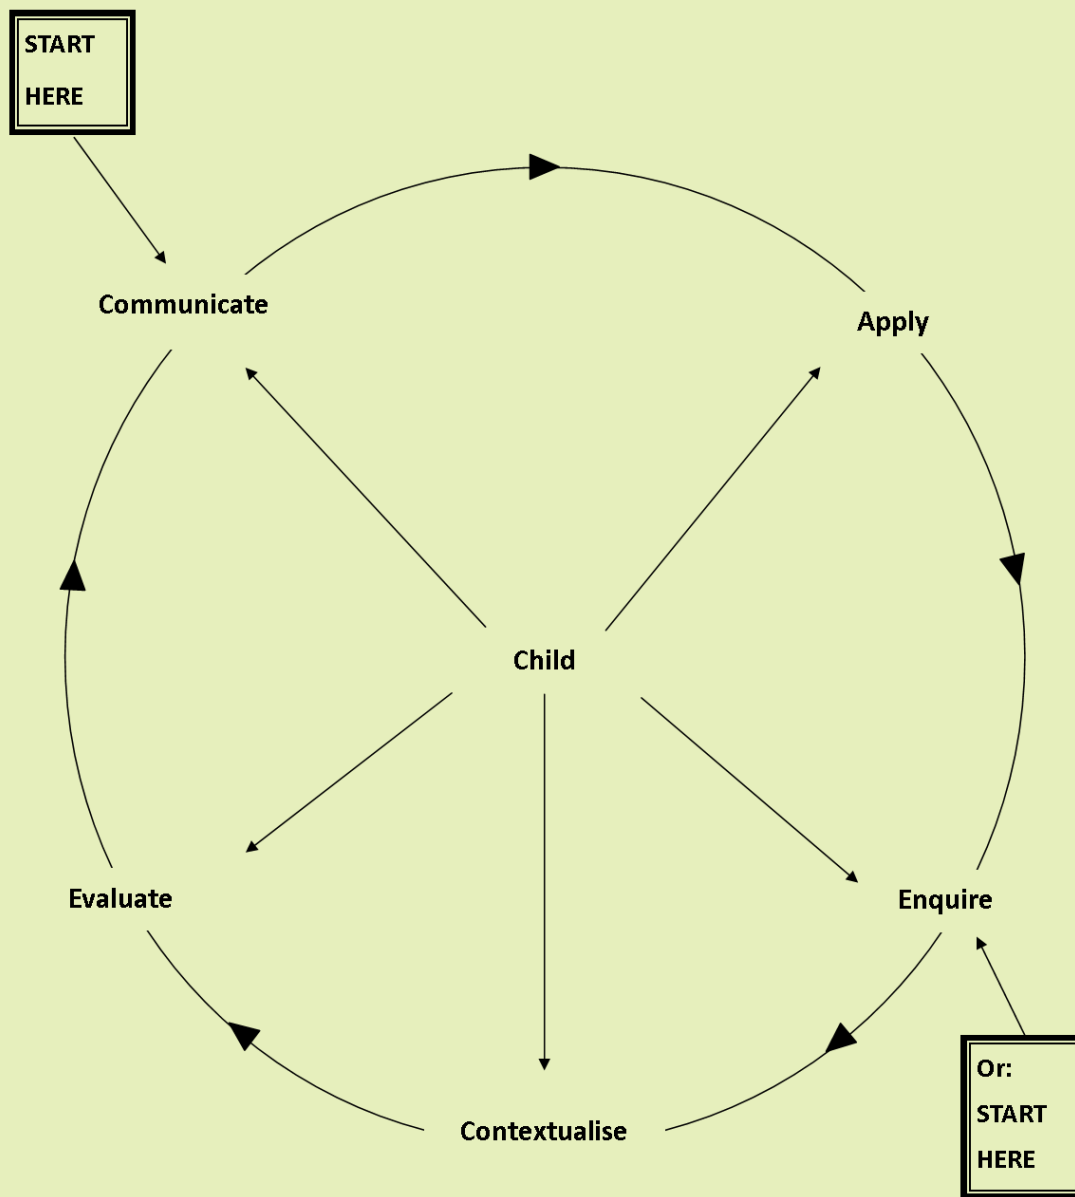 START
HERE
Communicate
Apply
Child
Evaluate
Enquire
Contextualise
Or:
START
HERE